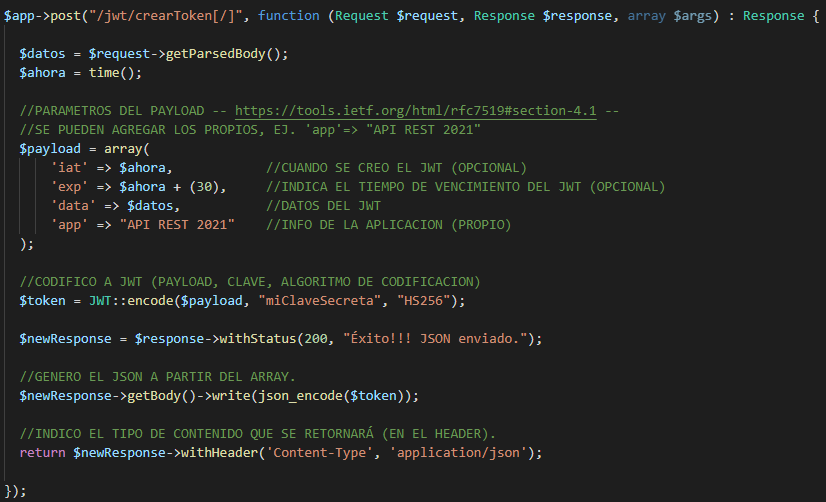 $app->post("/jwt/crearToken[/]", function (Request $request, Response $response, array $args) : Response {
$datos = $request->getParsedBody();
$ahora = time();
//PARAMETROS DEL PAYLOAD -- https://tools.ietf.org/html/rfc7519#section-4.1 --
//SE PUEDEN AGREGAR LOS PROPIOS, EJ. 'app'=> "API REST 2021"
$payload = array(
'iat' => $ahora, //CUANDO SE CREO EL JWT (OPCIONAL)
'exp' => $ahora + (30), //INDICA EL TIEMPO DE VENCIMIENTO DEL JWT (OPCIONAL)
'data' => $datos, //DATOS DEL JWT
'app' => "API REST 2021" //INFO DE LA APLICACION (PROPIO)
);
//CODIFICO A JWT (PAYLOAD, CLAVE, ALGORITMO DE CODIFICACION)
$token = JWT::encode($payload, "miClaveSecreta", "HS256");
$newResponse = $response->withStatus(200, "Éxito!!! JSON enviado.");
//GENERO EL JSON A PARTIR DEL ARRAY.
$newResponse->getBody()->write(json_encode($token));
//INDICO EL TIPO DE CONTENIDO QUE SE RETORNARÁ (EN EL HEADER).
return $newResponse->withHeader('Content-Type', 'application/json');
});